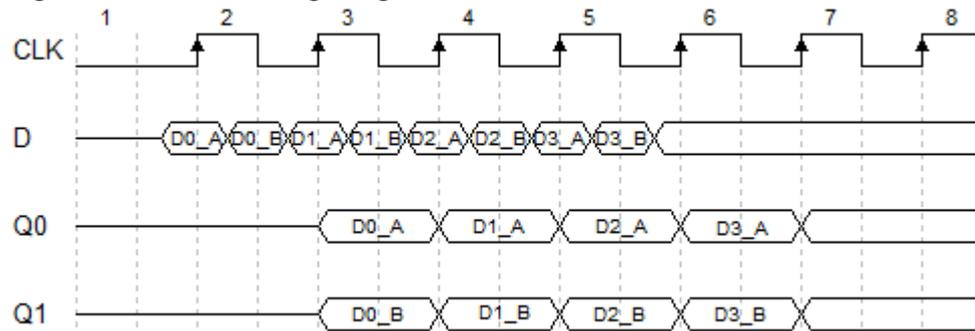 1 2 3 4 5 6 7 8
CLK
D D0_A D0_B D1_A D1_B D2_A D2_B D3_A D3_B
Q0 D0_A D1_A D2_A D3_A
Q1 D0_B D1_B D2_B D3_B